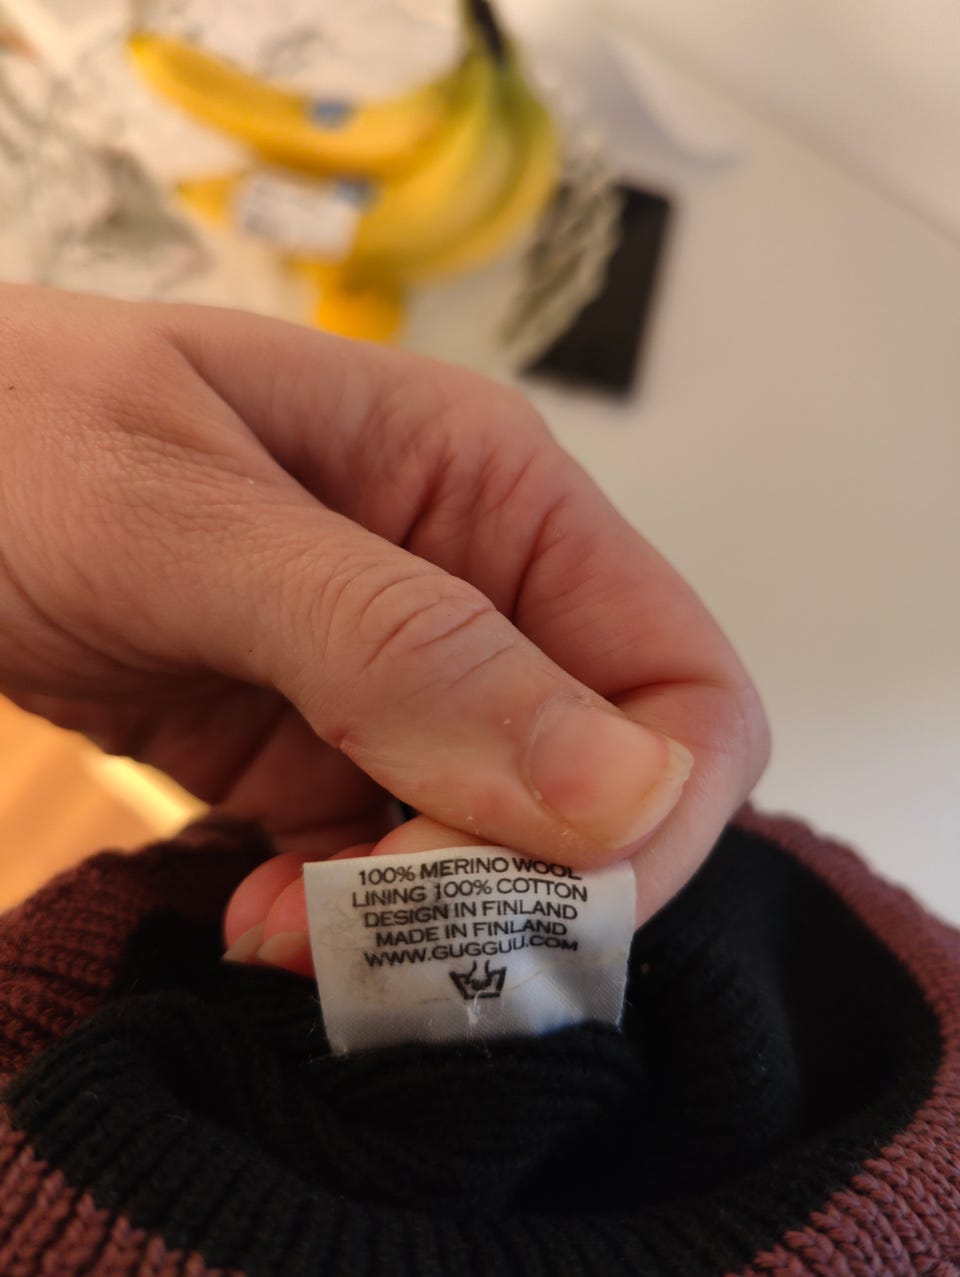 100% MERINO WOOL
LINING 100% COTTON
DESIGN IN FINLAND
MADE IN FINLAND
WWW.GUGGUU.COM